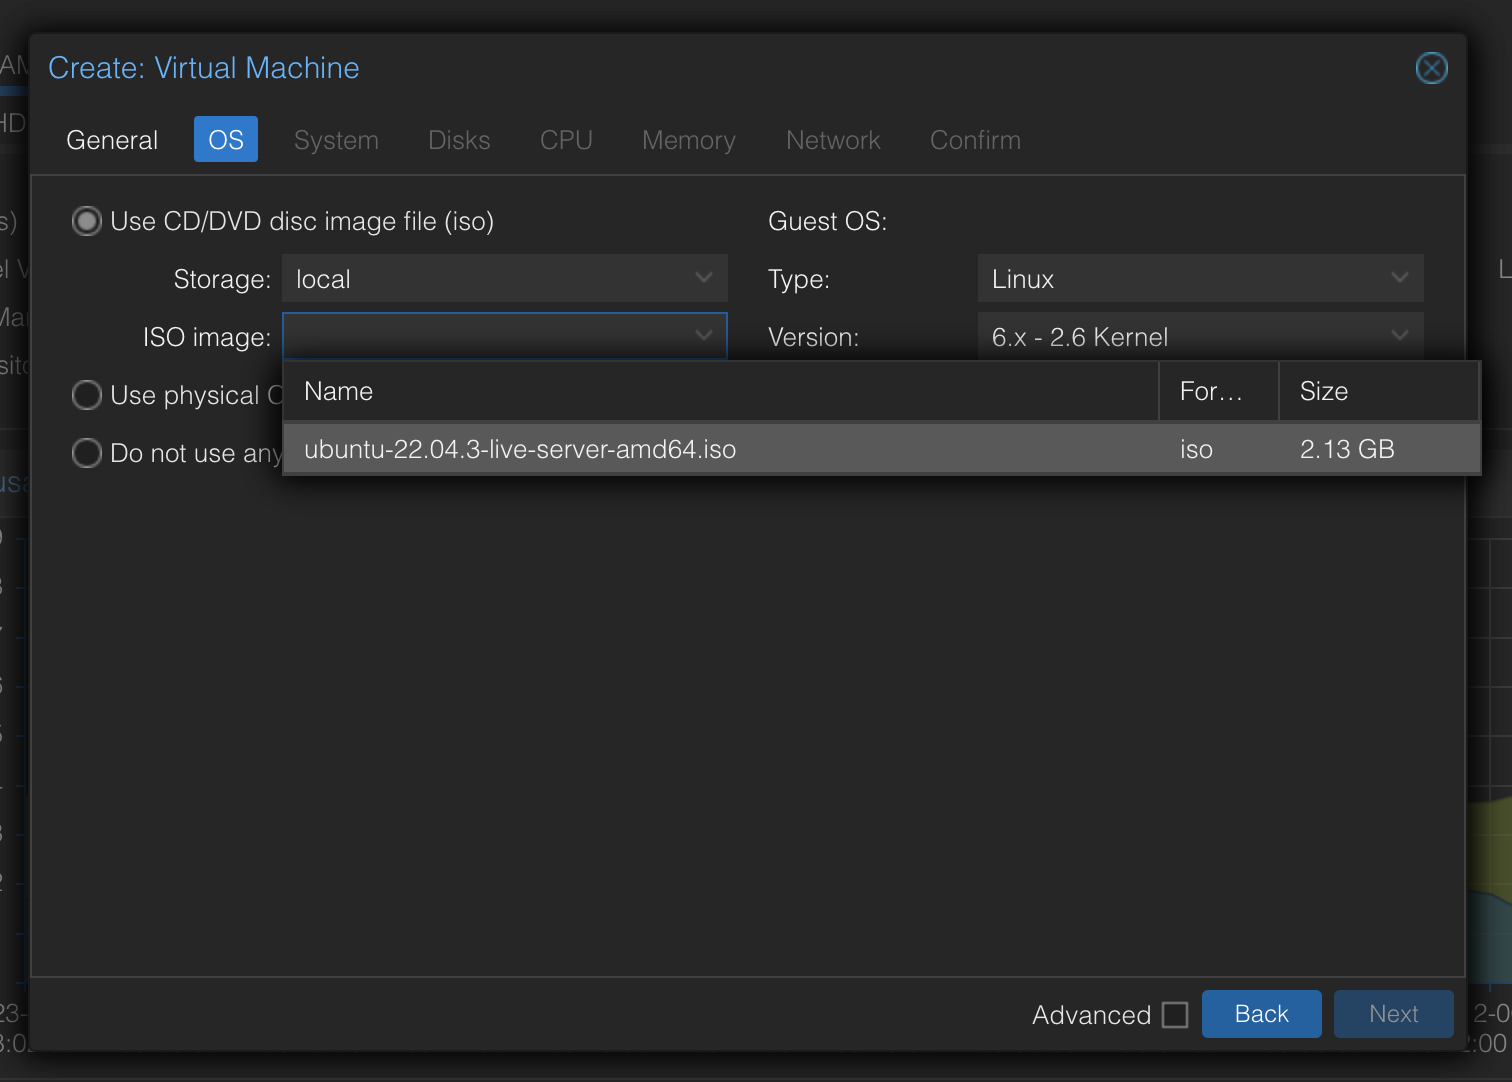 Create: Virtual Machine
General OS System Disks CPU Memory Network Confirm
Use CD/DVD disc image file (iso)
Storage: local
ISO image:
Use physical C
Do not use any
Guest OS:
Type: Linux
Version: 6.x - 2.6 Kernel
Name For... Size
ubuntu-22.04.3-live-server-amd64.iso iso 2.13 GB
Advanced Back Next